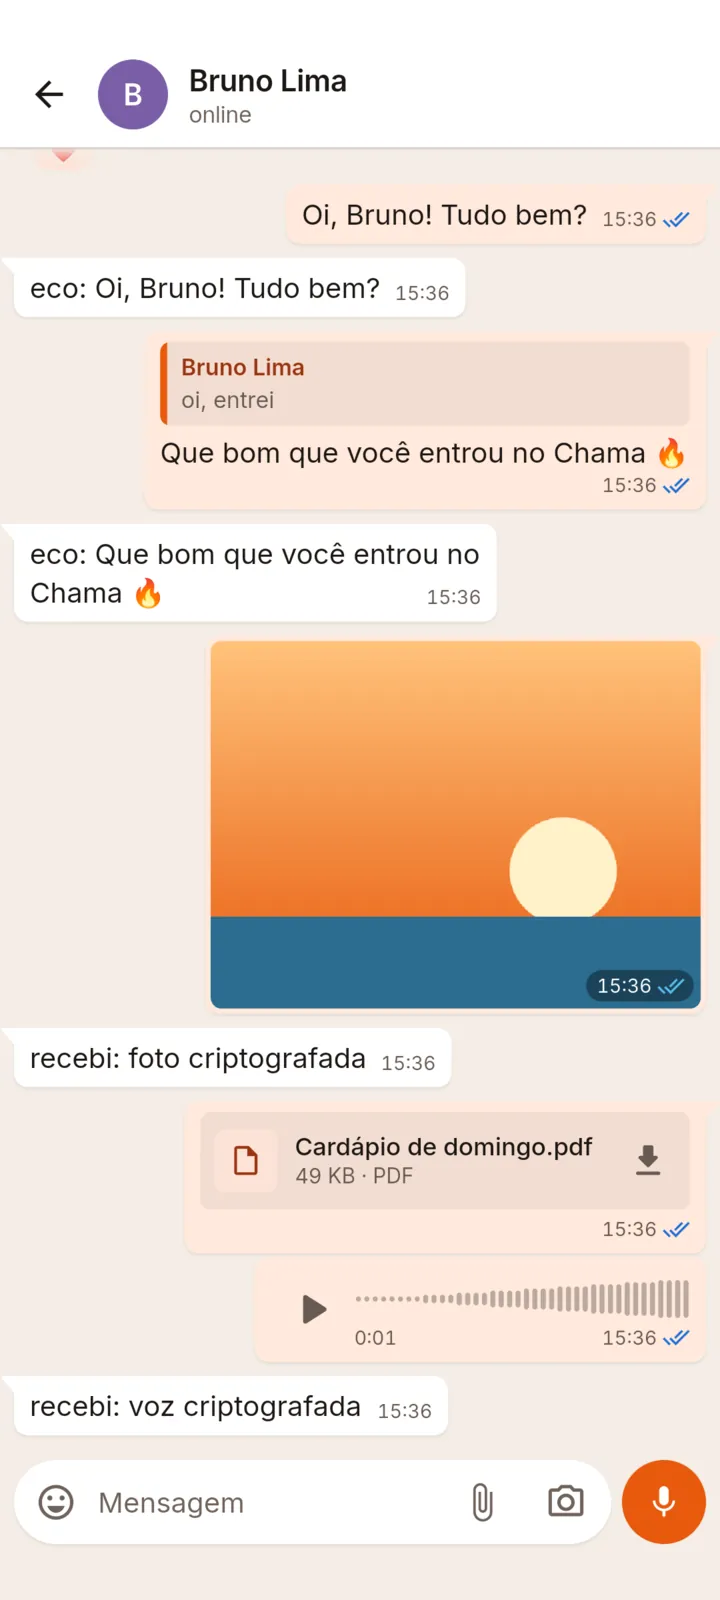 B
Bruno Lima
online
Oi, Bruno! Tudo bem? 15:36
eco: Oi, Bruno! Tudo bem? 15:36
Bruno Lima
oi, entrei
Que bom que você entrou no Chama 🔥
15:36
eco: Que bom que você entrou no
Chama 🔥 15:36
15:36
recebi: foto criptografada 15:36
Cardápio de domingo.pdf
49 KB · PDF
15:36
0:01 15:36
recebi: voz criptografada 15:36
Mensagem